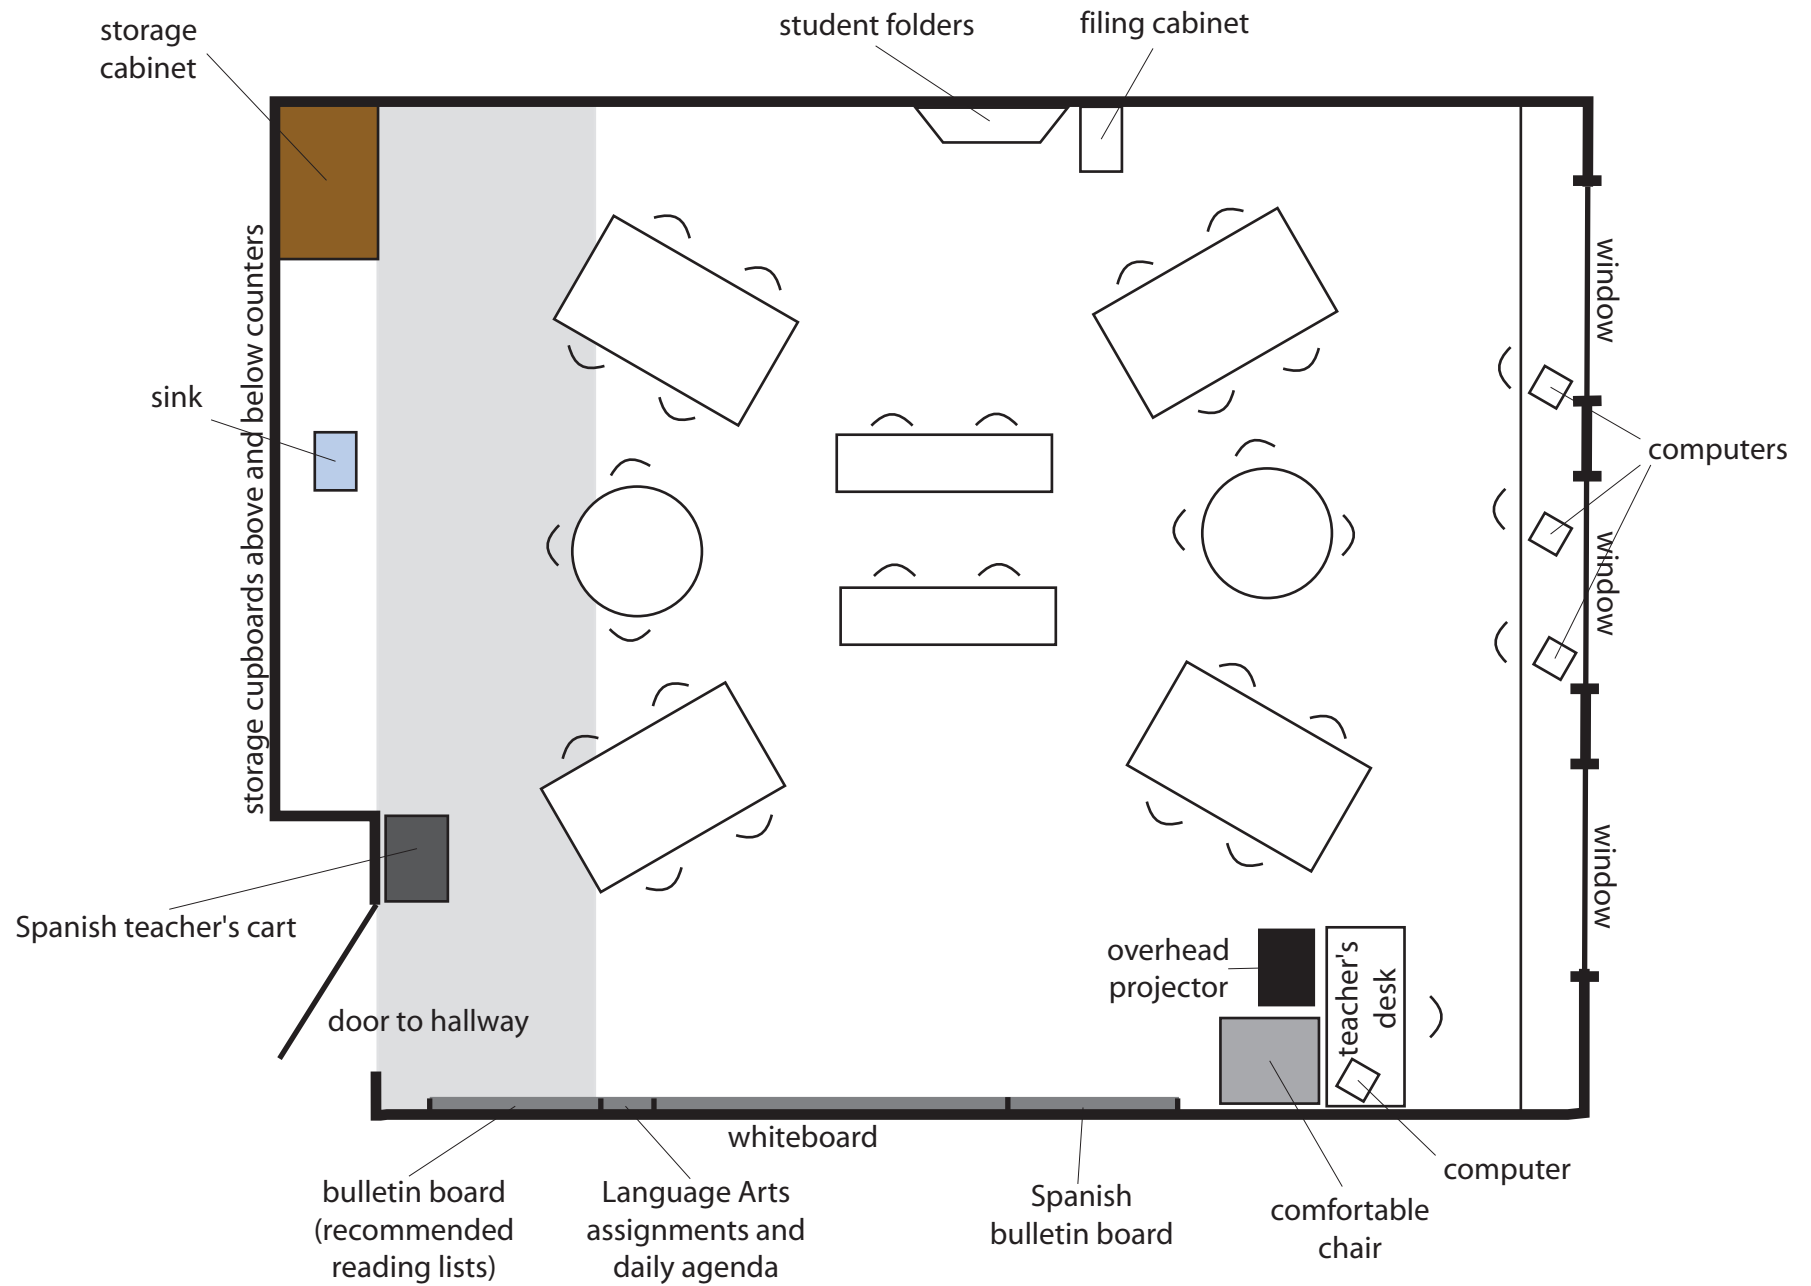 storage
cabinet
student folders
filing cabinet
storage cupboards above and below counters
window
sink
computers
window
window
Spanish teacher's cart
overhead
projector
teacher's
desk
door to hallway
whiteboard
bulletin board
(recommended
reading lists)
Language Arts
assignments and
daily agenda
Spanish
bulletin board
comfortable
chair
computer